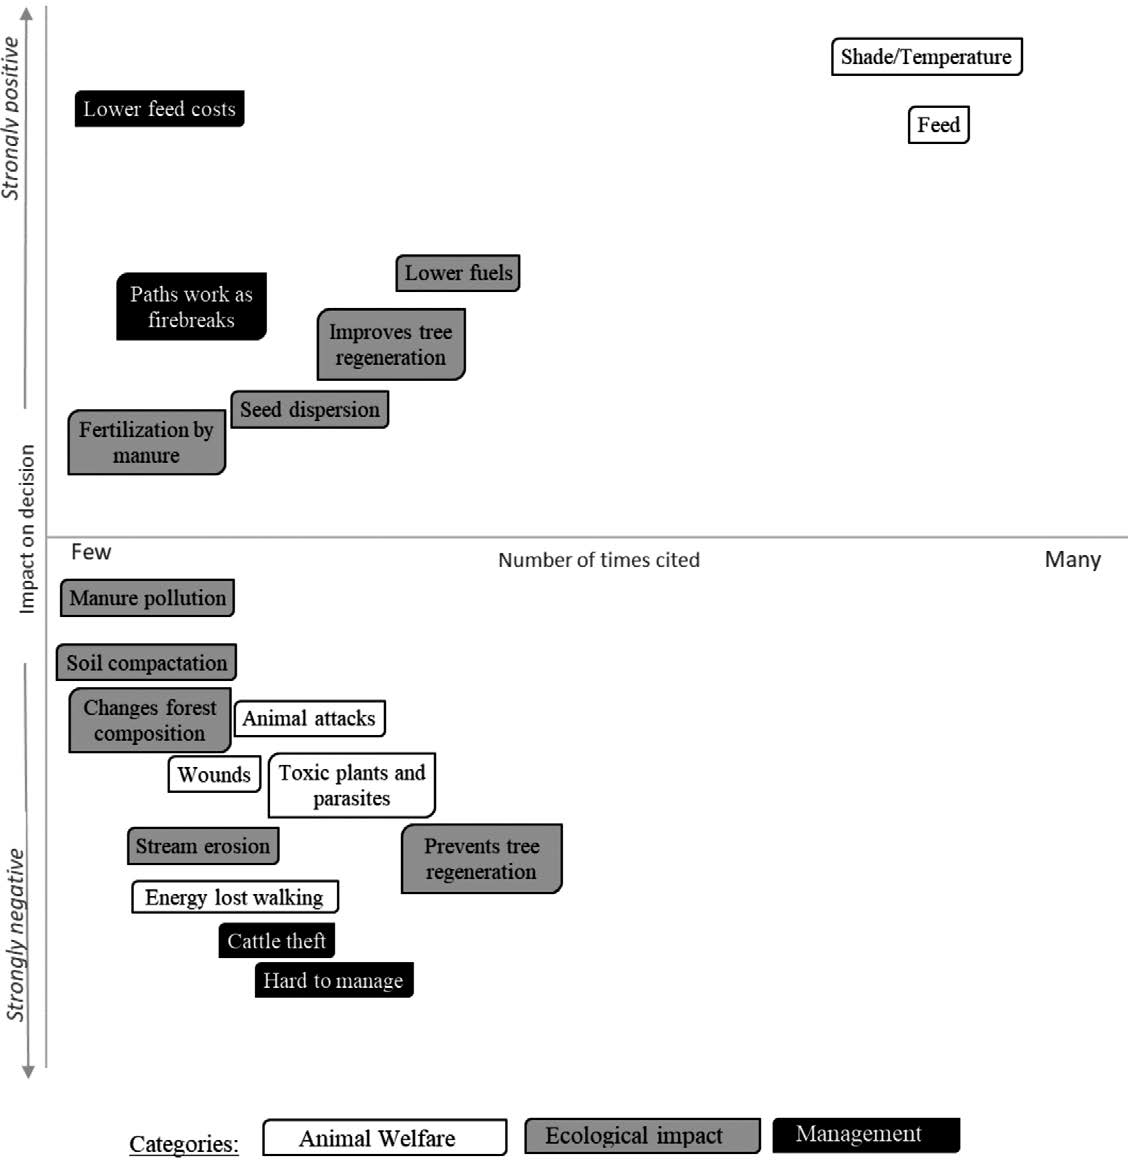 Strongly positive
Shade/Temperature
Lower feed costs
Feed
Lower fuels
Paths work as
firebreaks
Improves tree
regeneration
Seed dispersion
Fertilization by
manure
Impact on decision
Few
Number of times cited
Many
Manure pollution
Soil compactation
Changes forest
composition
Animal attacks
Wounds
Toxic plants and
parasites
Stream erosion
Prevents tree
regeneration
Energy lost walking
Strongly negative
Cattle theft
Hard to manage
Categories:
Animal Welfare
Ecological impact
Management